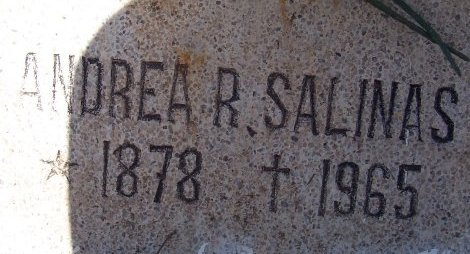 ANDREA R. SALINAS
* 1878 † 1965